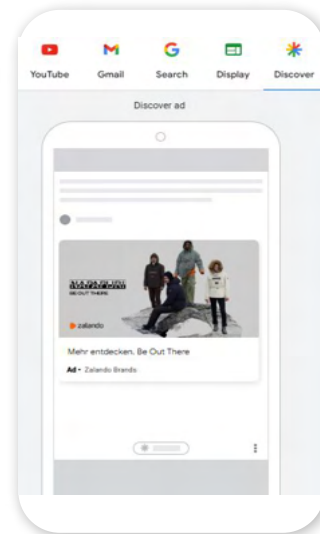 YouTube Gmail Search Display Discover
Discover ad
BE OUT THERE
zalando
Mehr entdecken. Be Out There
Ad • Zalando Brands